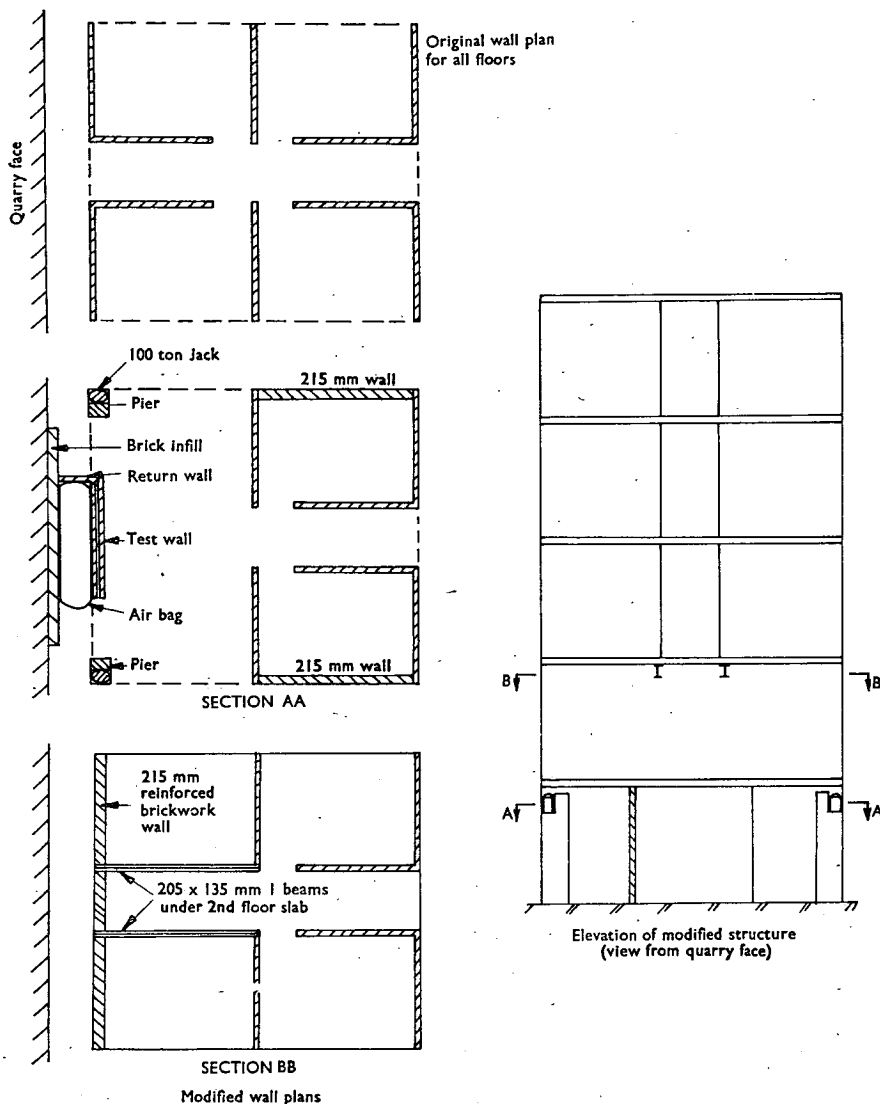 Original wall plan
for all floors
Quarry face
100 ton Jack
Pier
Brick infill
Return wall
Test wall
Air bag
Pier
215 mm wall
215 mm wall
SECTION AA
215 mm
reinforced
brickwork
wall
205 x 135 mm I beams
under 2nd floor slab
SECTION BB
Modified wall plans
B
B
A
A
Elevation of modified structure
(view from quarry face)